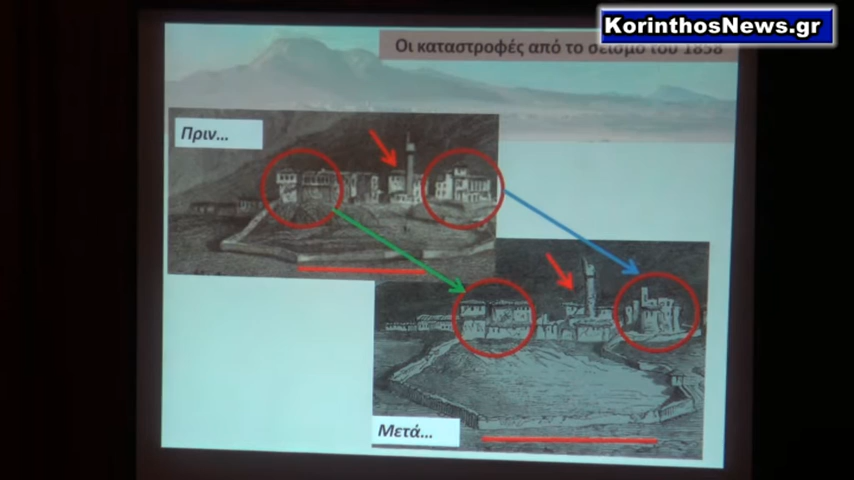 KorinthosNews.gr
Οι καταστροφές από το σεισμό του 1858
Πριν...
Μετά...